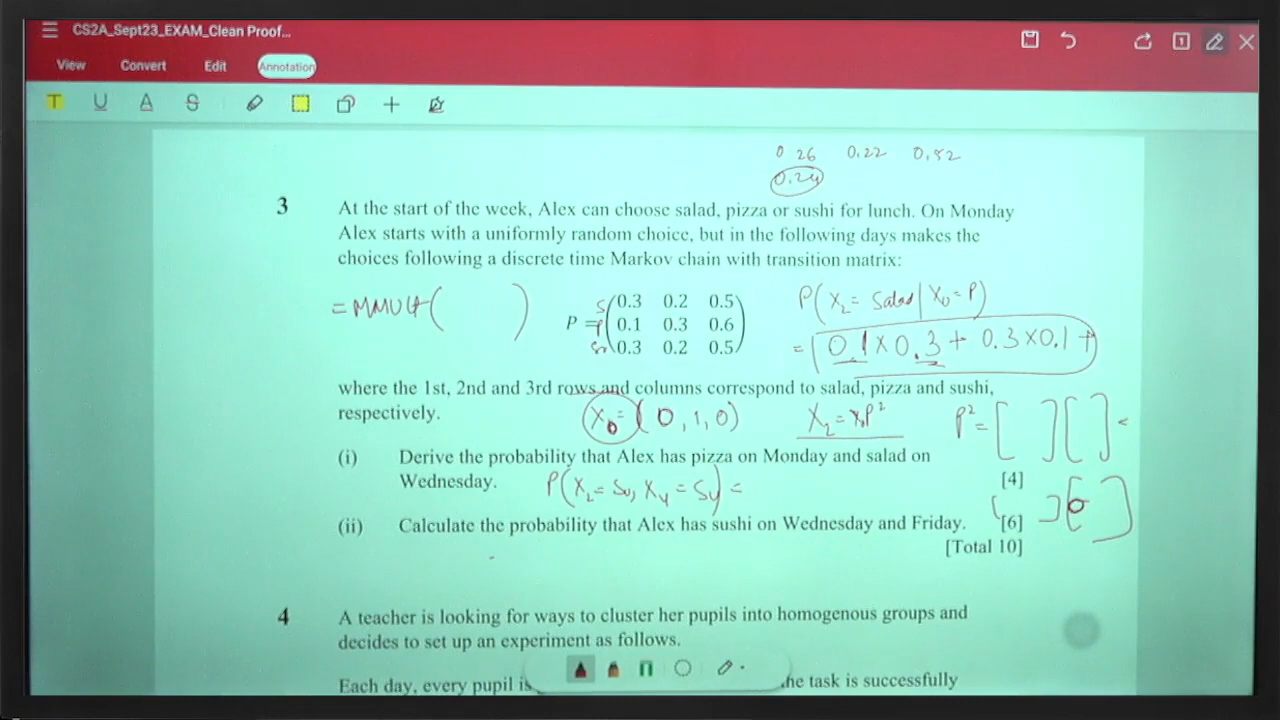 CS2A_Sept23_EXAM_Clean Proof...
View Convert Edit Annotation
T U A S
0.26 0.22 0.52
0.24
3 At the start of the week, Alex can choose salad, pizza or sushi for lunch. On Monday
Alex starts with a uniformly random choice, but in the following days makes the
choices following a discrete time Markov chain with transition matrix:
=MMULT( )
P(X₂ = Salad | X₀ = P)
S 0.3 0.2 0.5
P = P 0.1 0.3 0.6
0.3 0.2 0.5
= 0.1 × 0.3 + 0.3 × 0.1 +
where the 1st, 2nd and 3rd rows and columns correspond to salad, pizza and sushi,
respectively.
X₀ = (0, 1, 0) X₂ = X₀P² P² = [ ] [ ] =
(i) Derive the probability that Alex has pizza on Monday and salad on
Wednesday. [4]
P(X₂ = Su, X₄ = Su) =
[ ] [0 ]
(ii) Calculate the probability that Alex has sushi on Wednesday and Friday. [6]
[Total 10]
4 A teacher is looking for ways to cluster her pupils into homogenous groups and
decides to set up an experiment as follows.
Each day, every pupil is he task is successfully